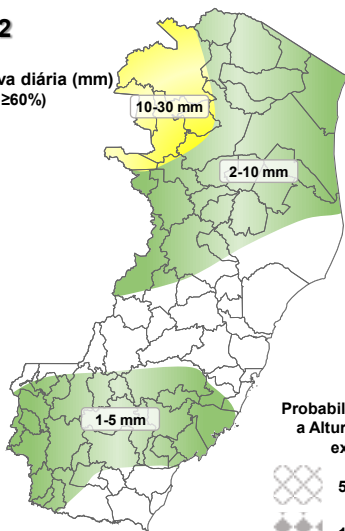 2
va diária (mm)
≥60%)
10-30 mm
2-10 mm
1-5 mm
Probabil
a Altur
ex
5